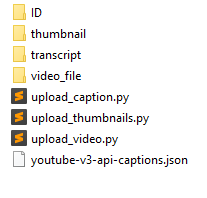 ID
thumbnail
transcript
video_file
upload_caption.py
upload_thumbnails.py
upload_video.py
youtube-v3-api-captions.json